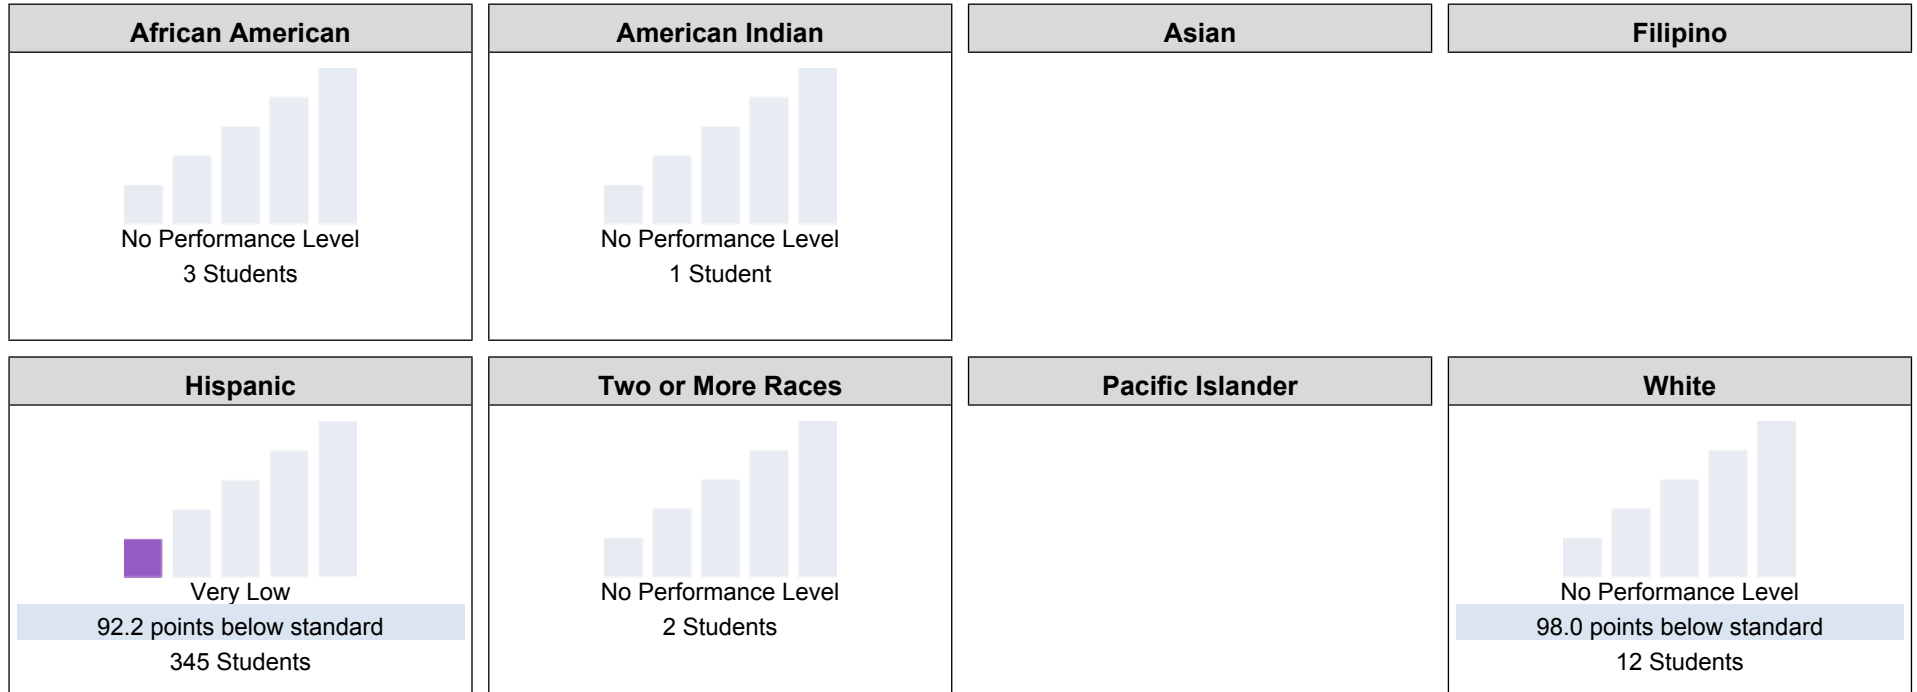 African American
No Performance Level
3 Students
American Indian
No Performance Level
1 Student
Asian
Filipino
Hispanic
Very Low
92.2 points below standard
345 Students
Two or More Races
No Performance Level
2 Students
Pacific Islander
White
No Performance Level
98.0 points below standard
12 Students